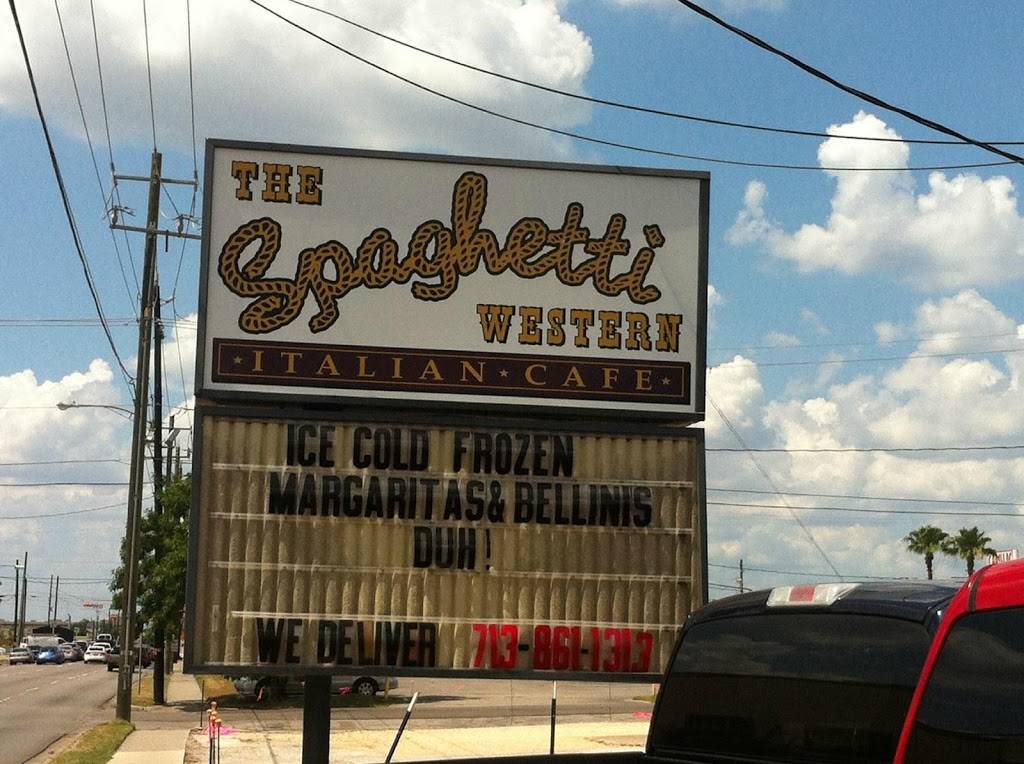 THE
Spaghetti
WESTERN
ITALIAN CAFE
ICE COLD FROZEN
MARGARITAS & BELLINIS
DUH!
WE DELIVER 713-861-1313